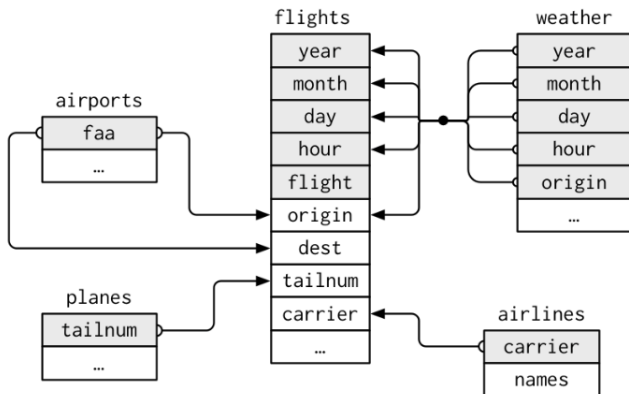 flights
year
month
day
hour
flight
origin
dest
tailnum
carrier
…
weather
year
month
day
hour
origin
…
airports
faa
…
planes
tailnum
…
airlines
carrier
names